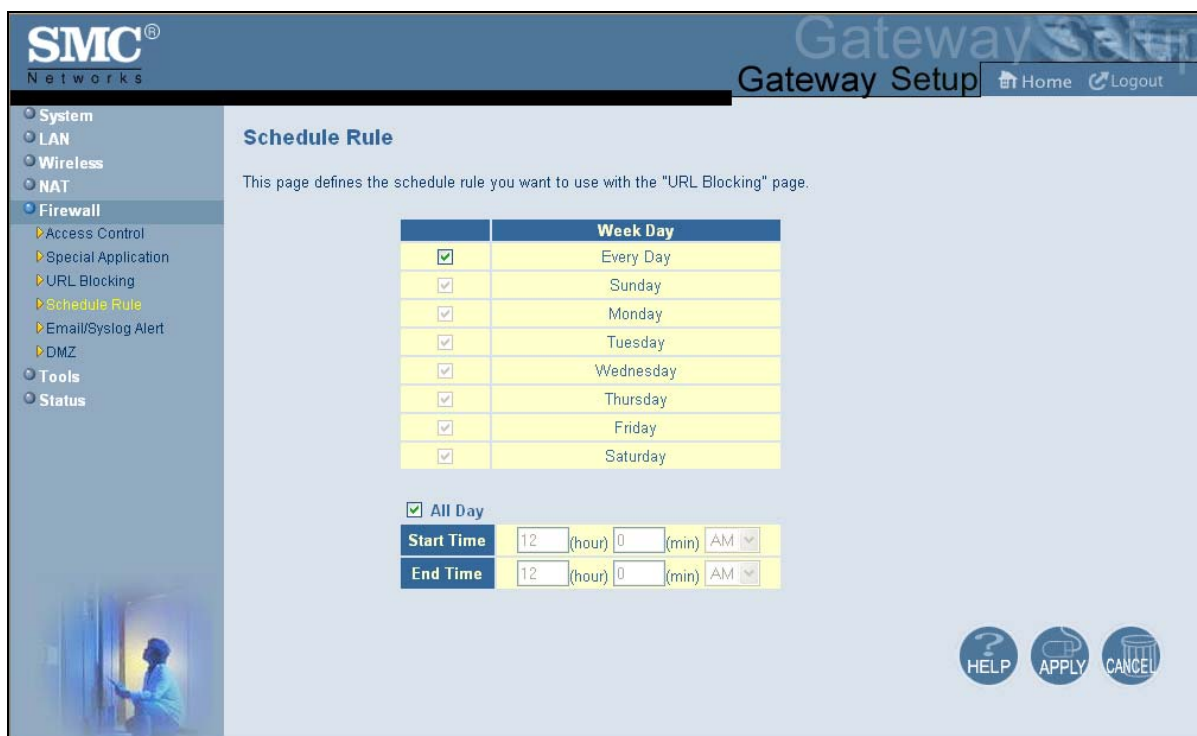 SMC®
Networks
Gateway Setup
Gateway Setup
Home
Logout
System
LAN
Wireless
NAT
Firewall
Access Control
Special Application
URL Blocking
Schedule Rule
Email/Syslog Alert
DMZ
Tools
Status
Schedule Rule
This page defines the schedule rule you want to use with the "URL Blocking" page.
Week Day
Every Day
Sunday
Monday
Tuesday
Wednesday
Thursday
Friday
Saturday
All Day
Start Time 12 (hour) 0 (min) AM
End Time 12 (hour) 0 (min) AM
HELP
APPLY
CANCEL